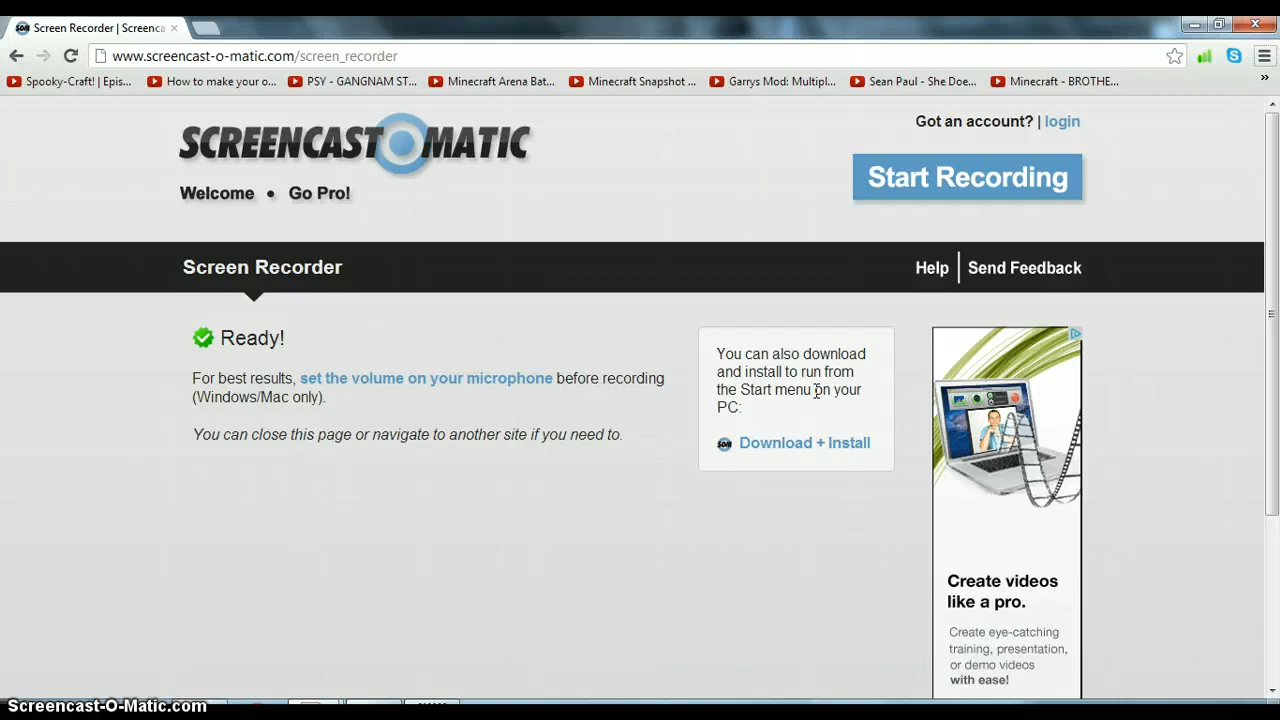 Screen Recorder | Screenca
www.screencast-o-matic.com/screen_recorder
Spooky-Craft! | Epis... How to make your o... PSY - GANGNAM ST... Minecraft Arena Bat... Minecraft Snapshot ... Garrys Mod: Multipl... Sean Paul - She Doe... Minecraft - BROTHE...
Got an account? | login
SCREENCAST O MATIC
Start Recording
Welcome • Go Pro!
Screen Recorder
Help Send Feedback
Ready!
For best results, set the volume on your microphone before recording
(Windows/Mac only).
You can close this page or navigate to another site if you need to.
You can also download
and install to run from
the Start menu on your
PC:
SOM Download + Install
Create videos
like a pro.
Create eye-catching
training, presentation,
or demo videos
with ease!
Screencast-O-Matic.com